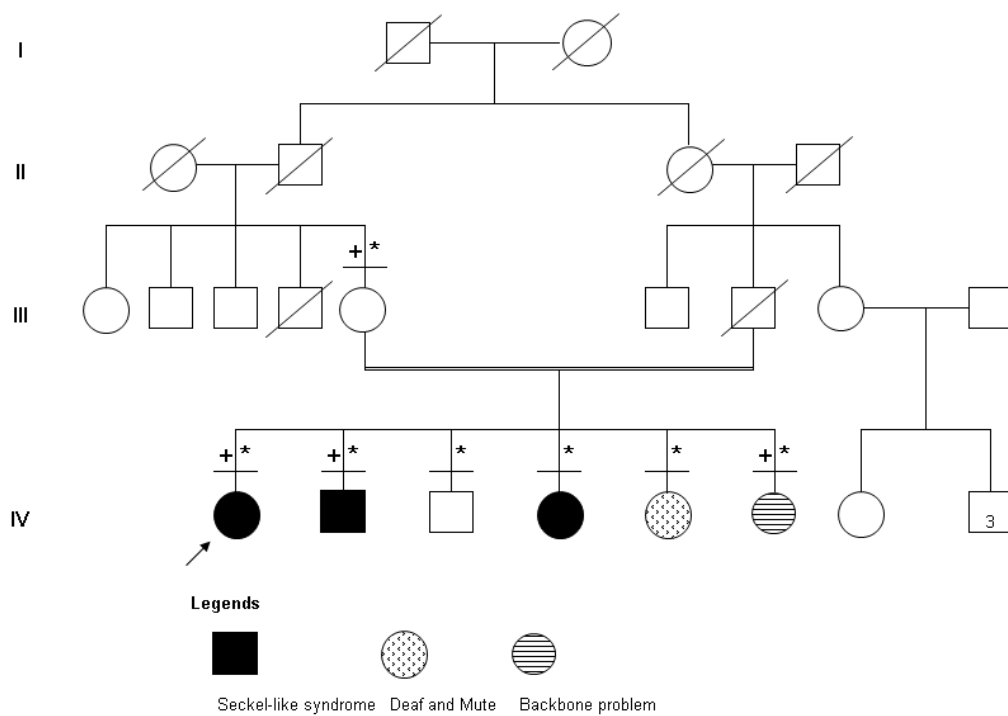 I
II
+ *
III
+ * + * * * * + *
IV
3
Legends
Seckel-like syndrome Deaf and Mute Backbone problem